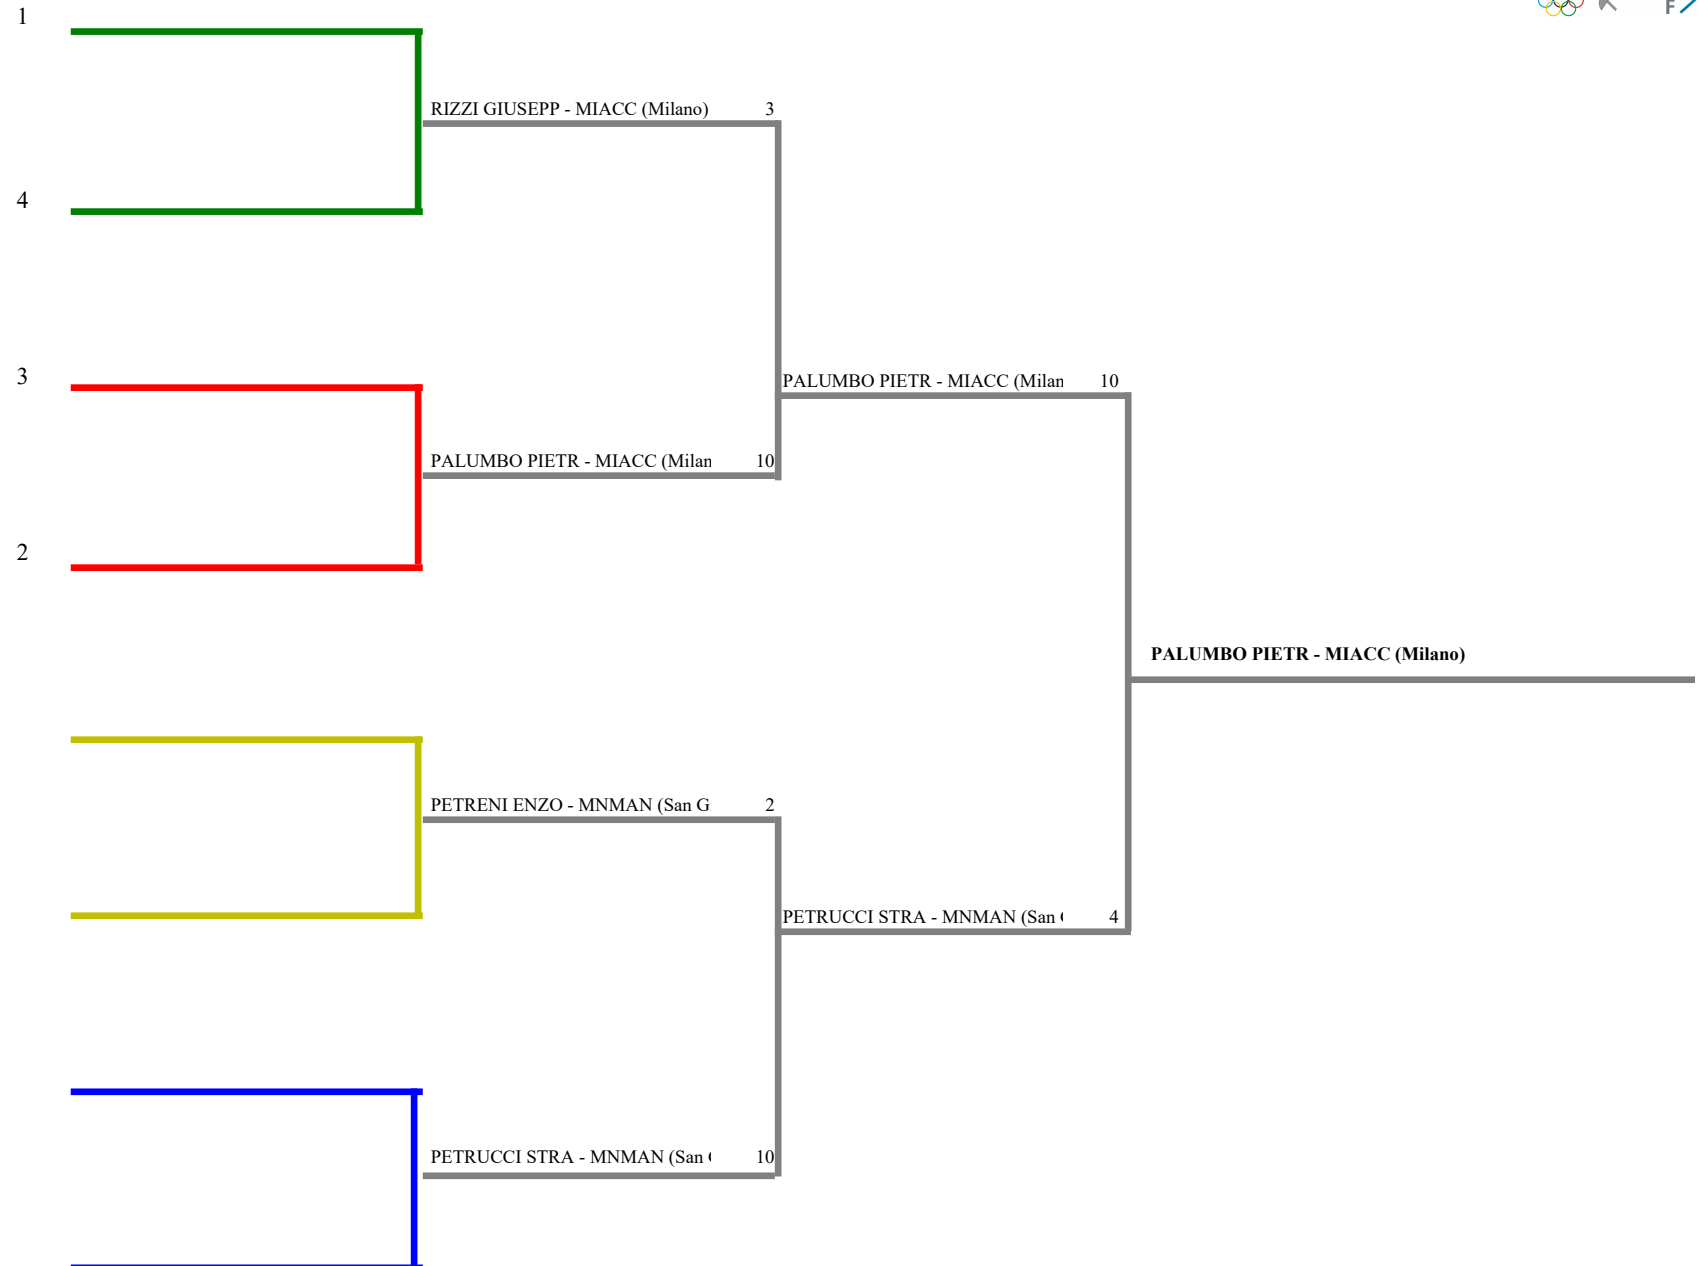 1
F
RIZZI GIUSEPP - MIACC (Milano) 3
4
3
PALUMBO PIETR - MIACC (Milan 10
PALUMBO PIETR - MIACC (Milan 10
2
PALUMBO PIETR - MIACC (Milano)
PETRENI ENZO - MNMAN (San G 2
PETRUCCI STRA - MNMAN (San 4
PETRUCCI STRA - MNMAN (San 10